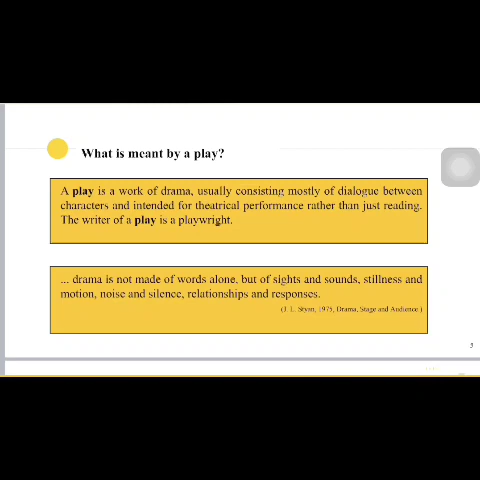 What is meant by a play?
A play is a work of drama, usually consisting mostly of dialogue between
characters and intended for theatrical performance rather than just reading.
The writer of a play is a playwright.
... drama is not made of words alone, but of sights and sounds, stillness and
motion, noise and silence, relationships and responses.
(J. L. Styan, 1975, Drama, Stage and Audience )